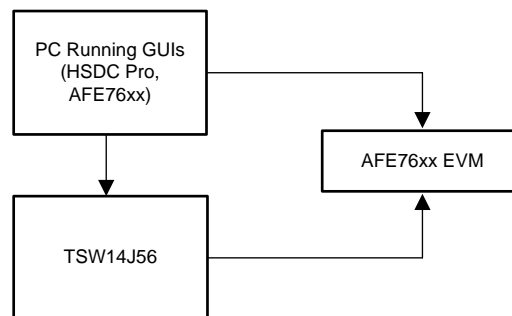 PC Running GUIs
(HSDC Pro,
AFE76xx)
AFE76xx EVM
TSW14J56